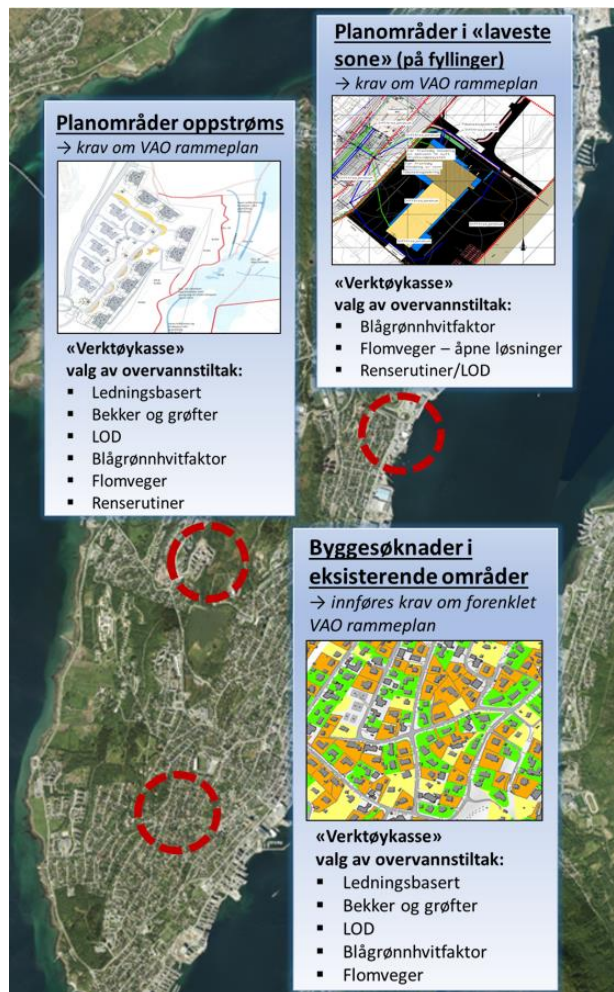 Planområder i «laveste
sone» (på fyllinger)
→ krav om VAO rammeplan
«Verktøykasse»
valg av overvannstiltak:
▪ Blågrønnhvitfaktor
▪ Flomveger – åpne løsninger
▪ Renserutiner/LOD
Planområder oppstrøms
→ krav om VAO rammeplan
«Verktøykasse»
valg av overvannstiltak:
▪ Ledningsbasert
▪ Bekker og grøfter
▪ LOD
▪ Blågrønnhvitfaktor
▪ Flomveger
▪ Renserutiner
Byggesøknader i
eksisterende områder
→ innføres krav om forenklet
VAO rammeplan
«Verktøykasse»
valg av overvannstiltak:
▪ Ledningsbasert
▪ Bekker og grøfter
▪ LOD
▪ Blågrønnhvitfaktor
▪ Flomveger